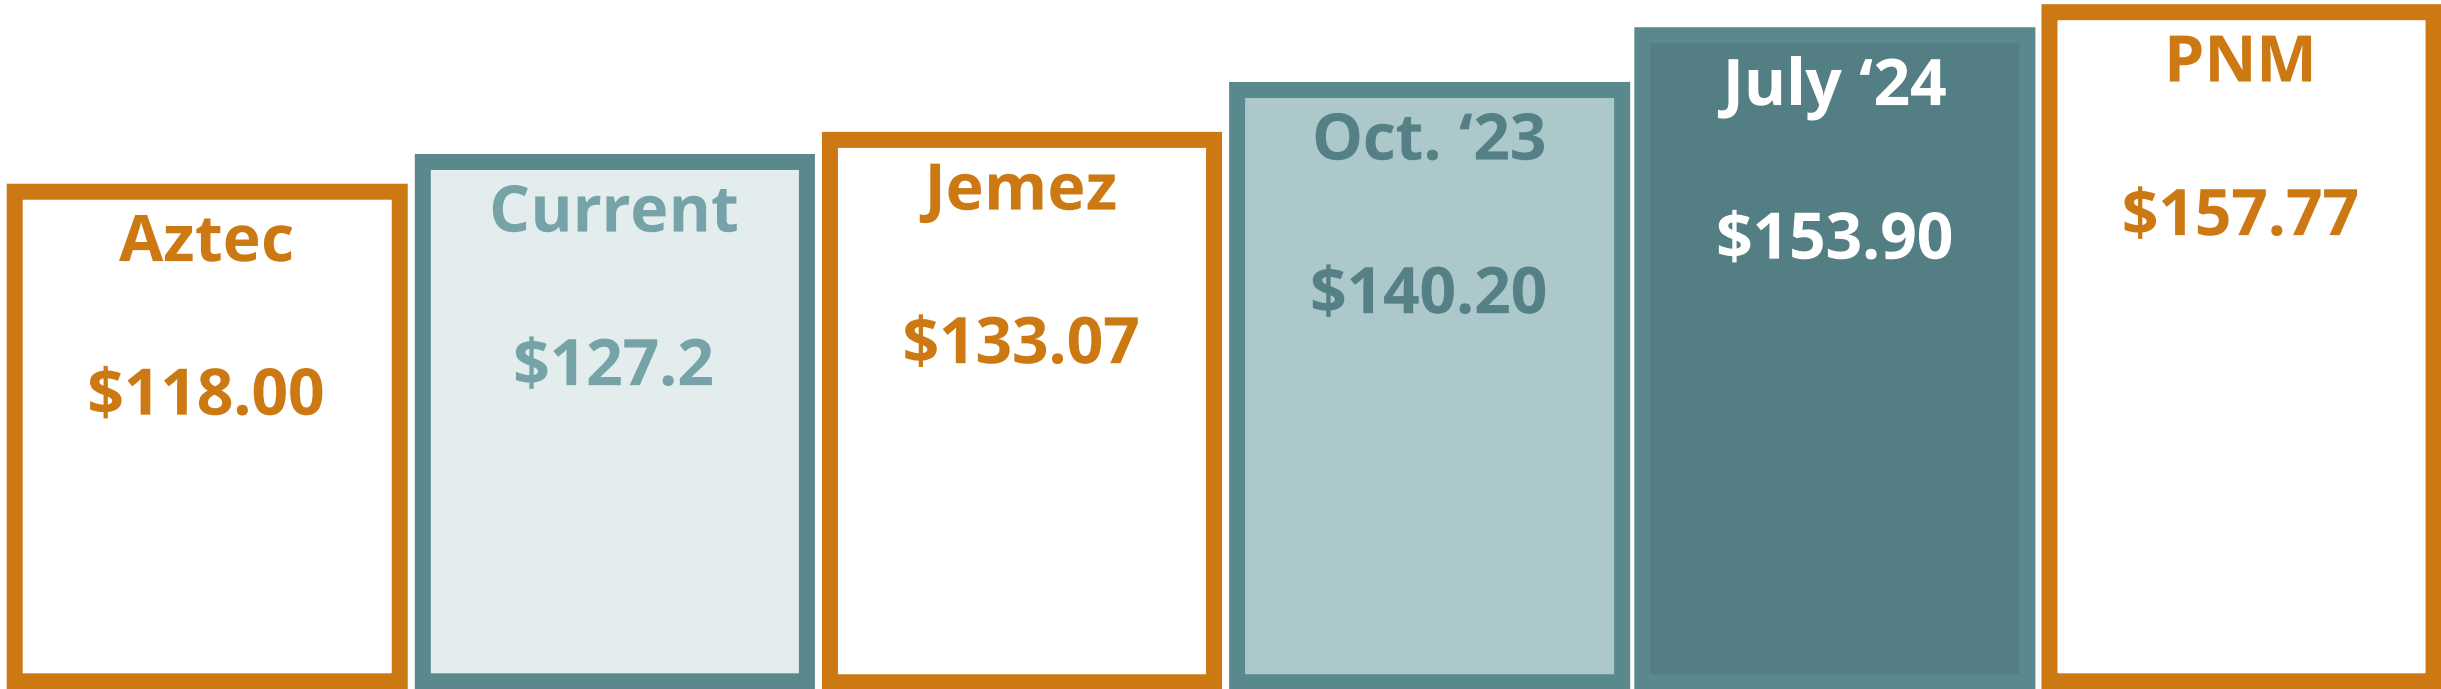 Aztec
$118.00
Current
$127.2
Jemez
$133.07
Oct. ‘23
$140.20
July ‘24
$153.90
PNM
$157.77